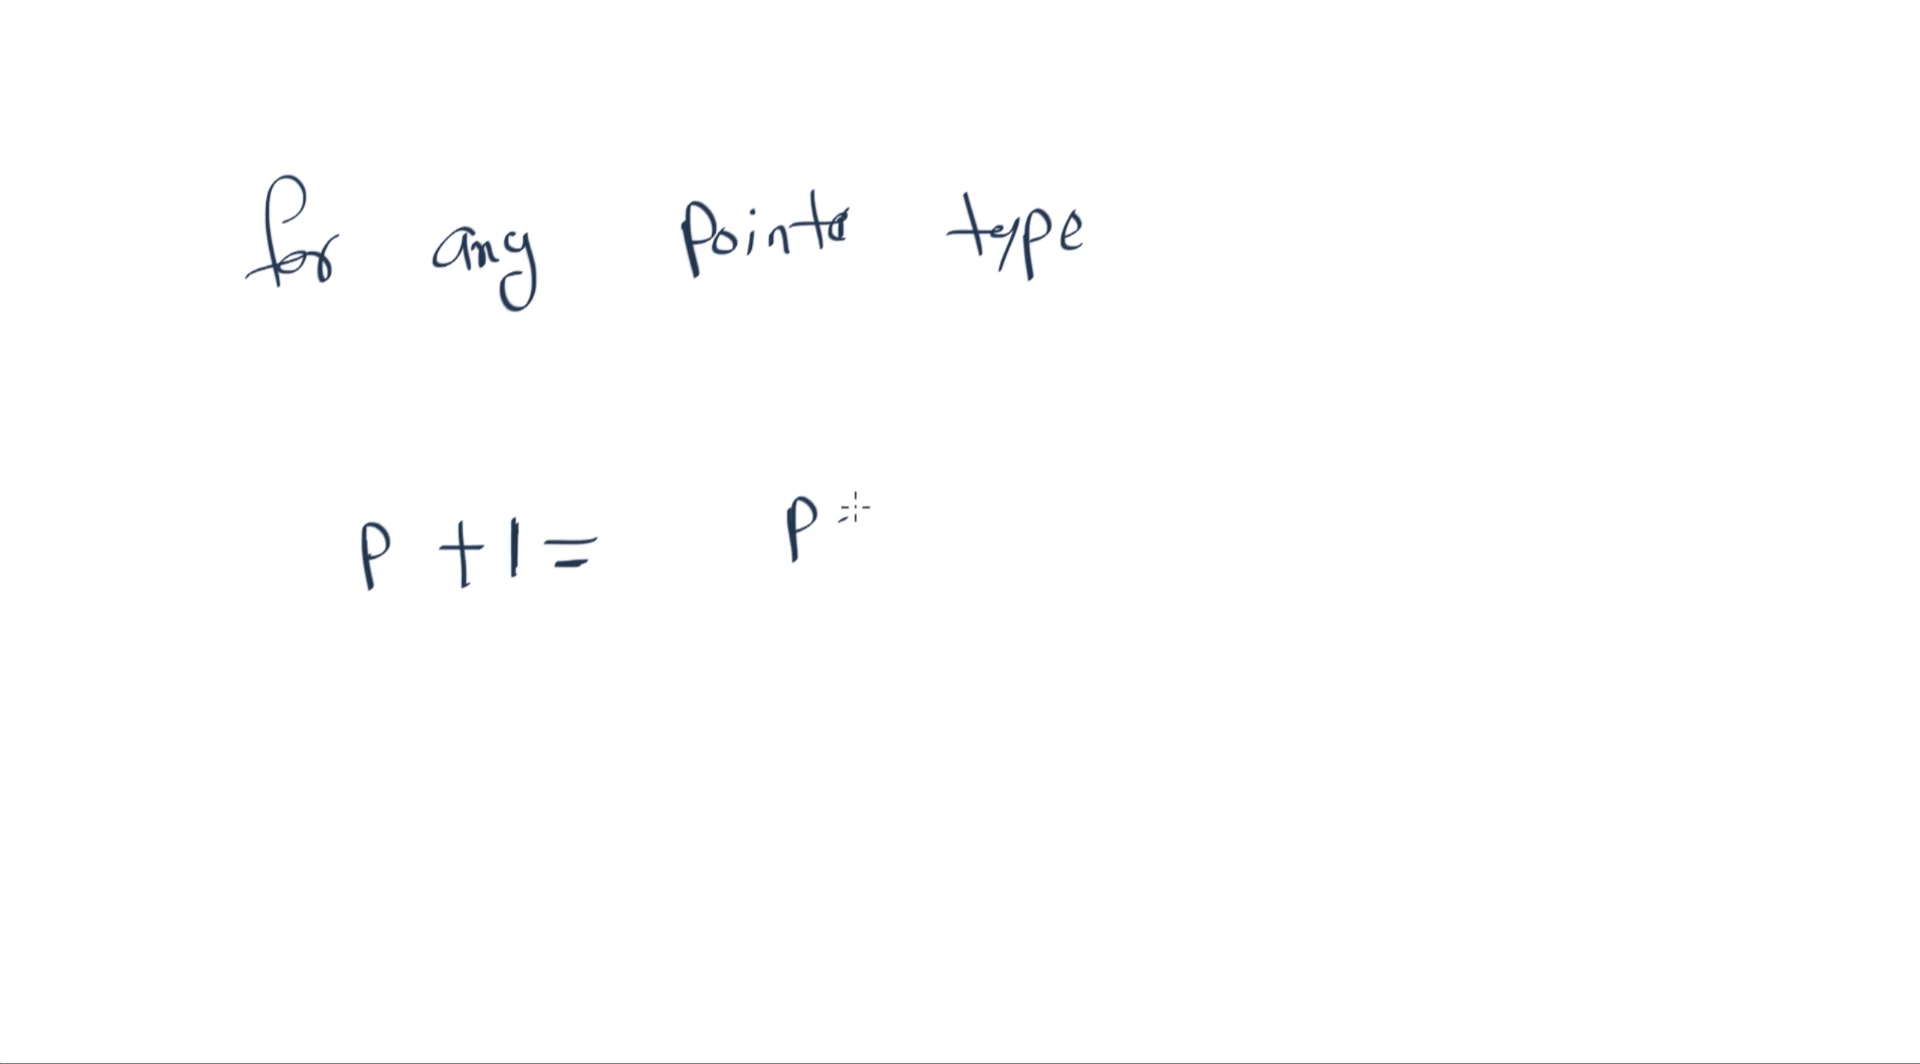 for any pointer type
P + 1 = P